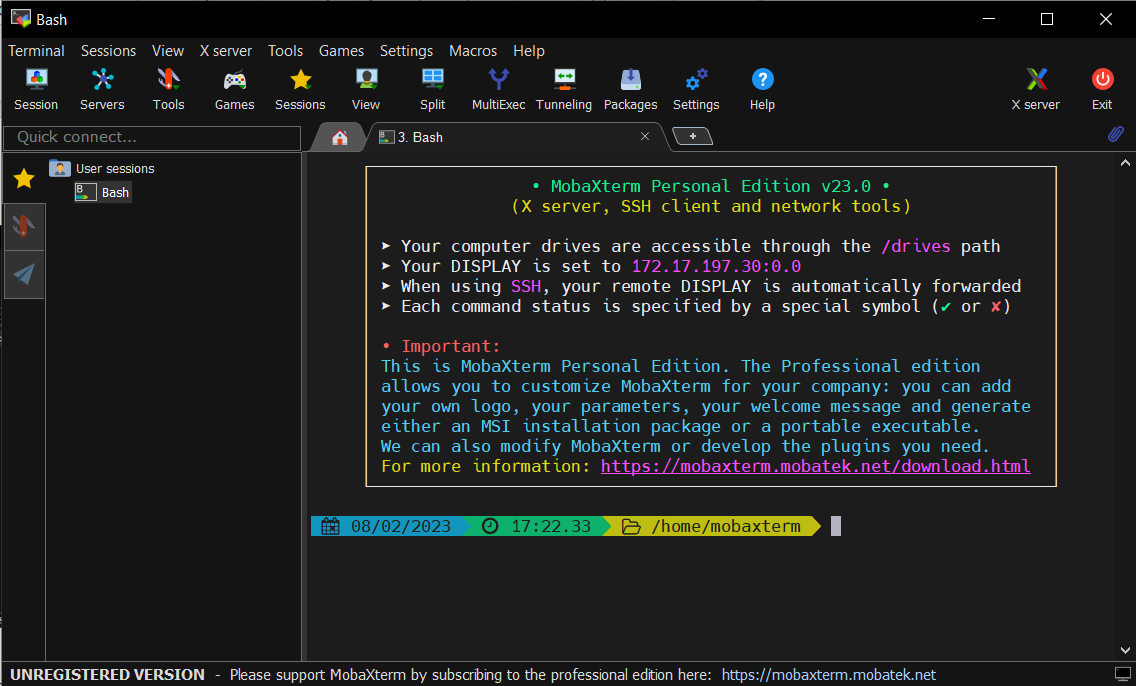 Bash
Terminal Sessions View X server Tools Games Settings Macros Help
Session Servers Tools Games Sessions View Split MultiExec Tunneling Packages Settings Help X server Exit
Quick connect...
3. Bash
User sessions
Bash
• MobaXterm Personal Edition v23.0 •
(X server, SSH client and network tools)
➤ Your computer drives are accessible through the /drives path
➤ Your DISPLAY is set to 172.17.197.30:0.0
➤ When using SSH, your remote DISPLAY is automatically forwarded
➤ Each command status is specified by a special symbol (✔ or ✘)
• Important:
This is MobaXterm Personal Edition. The Professional edition
allows you to customize MobaXterm for your company: you can add
your own logo, your parameters, your welcome message and generate
either an MSI installation package or a portable executable.
We can also modify MobaXterm or develop the plugins you need.
For more information: https://mobaxterm.mobatek.net/download.html
08/02/2023 17:22.33 /home/mobaxterm
UNREGISTERED VERSION - Please support MobaXterm by subscribing to the professional edition here: https://mobaxterm.mobatek.net